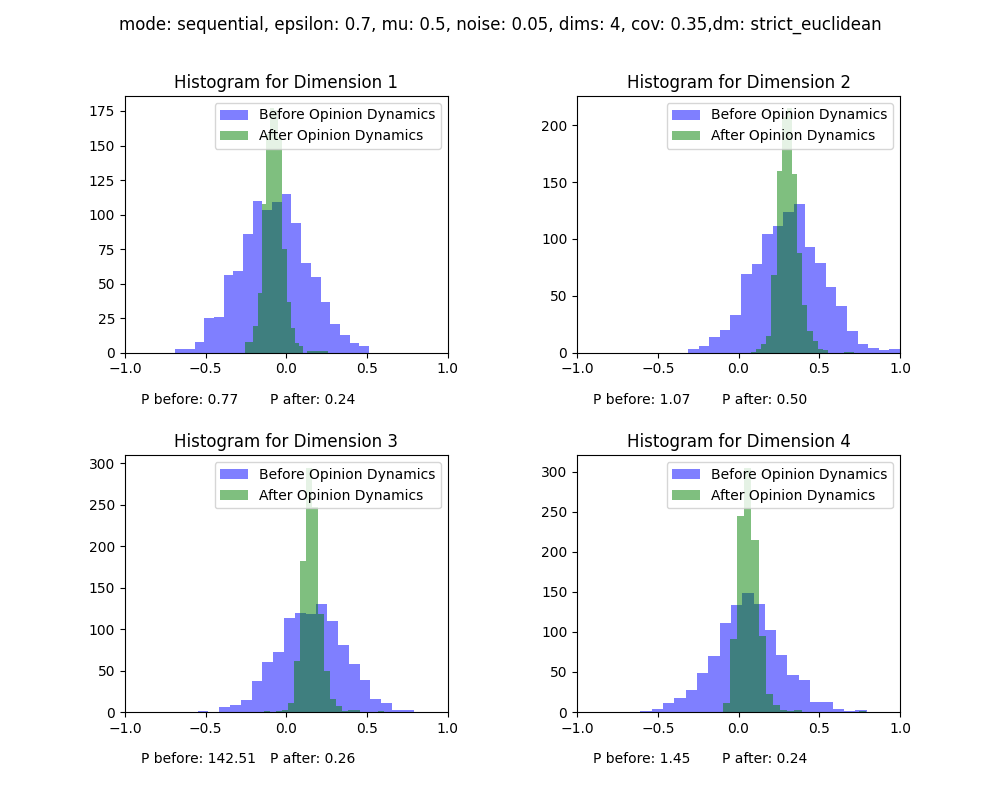 mode: sequential, epsilon: 0.7, mu: 0.5, noise: 0.05, dims: 4, cov: 0.35,dm: strict_euclidean
Histogram for Dimension 1
Before Opinion Dynamics
After Opinion Dynamics
175
150
125
100
75
50
25
0
−1.0 −0.5 0.0 0.5 1.0
P before: 0.77 P after: 0.24
Histogram for Dimension 2
Before Opinion Dynamics
After Opinion Dynamics
200
150
100
50
0
−1.0 −0.5 0.0 0.5 1.0
P before: 1.07 P after: 0.50
Histogram for Dimension 3
Before Opinion Dynamics
After Opinion Dynamics
300
250
200
150
100
50
0
−1.0 −0.5 0.0 0.5 1.0
P before: 142.51 P after: 0.26
Histogram for Dimension 4
Before Opinion Dynamics
After Opinion Dynamics
300
250
200
150
100
50
0
−1.0 −0.5 0.0 0.5 1.0
P before: 1.45 P after: 0.24